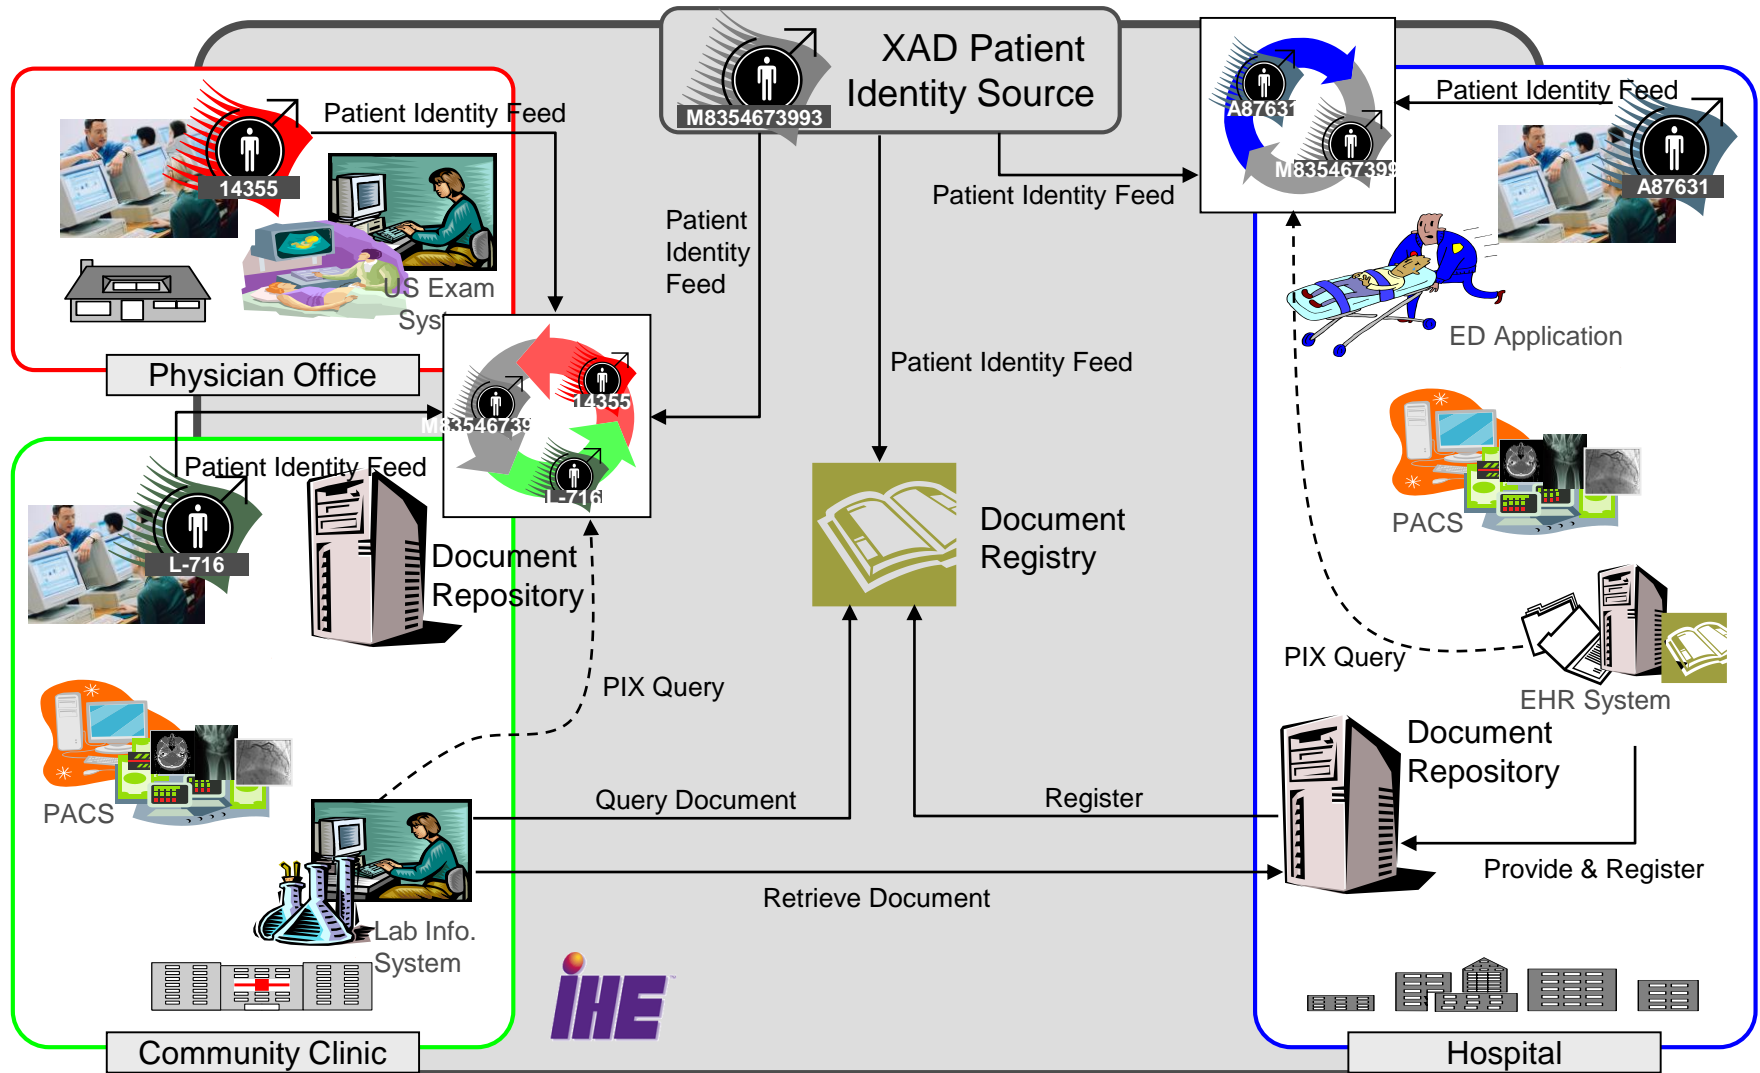 XAD Patient
Identity Source
M8354673993
Patient Identity Feed
14355
US Exam
Syst
Physician Office
Patient
Identity
Feed
Patient Identity Feed
Patient Identity Feed
A87631
M835467399
Patient Identity Feed
A87631
ED Application
14355
M83546739
L-716
Patient Identity Feed
L-716
Document
Repository
Document
Registry
PACS
PIX Query
PIX Query
EHR System
Document
Repository
PACS
Query Document
Register
Provide & Register
Retrieve Document
Lab Info.
System
IHE
™
Community Clinic
Hospital